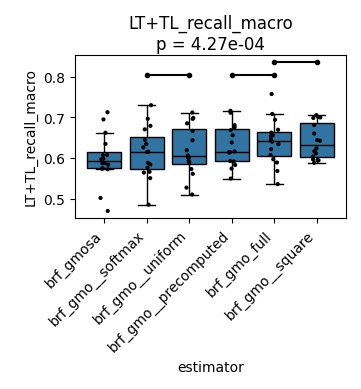 LT+TL_recall_macro
p = 4.27e-04
LT+TL_recall_macro
0.8
0.7
0.6
0.5
brf_gmosa
brf_gmo__softmax
brf_gmo__uniform
brf_gmo__precomputed
brf_gmo_full
brf_gmo__square
estimator